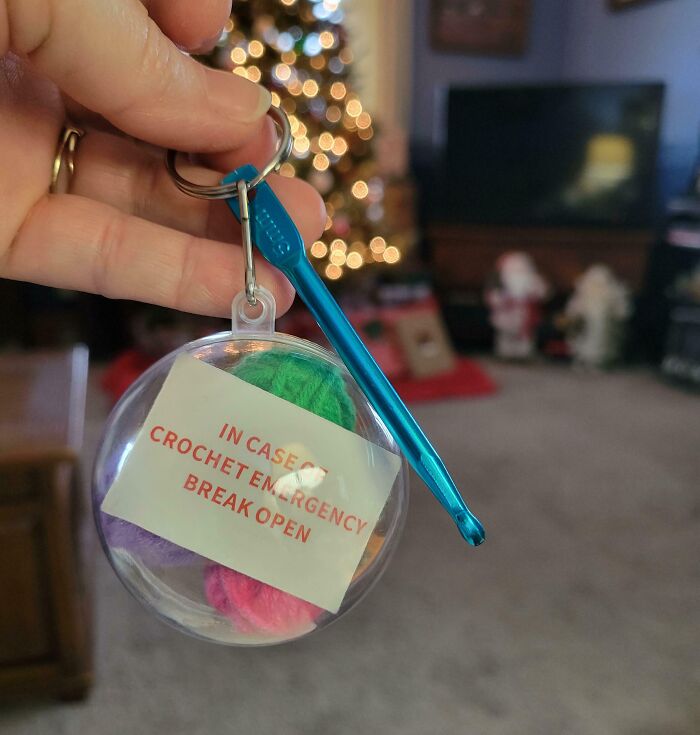 IN CASE OF
CROCHET EMERGENCY
BREAK OPEN